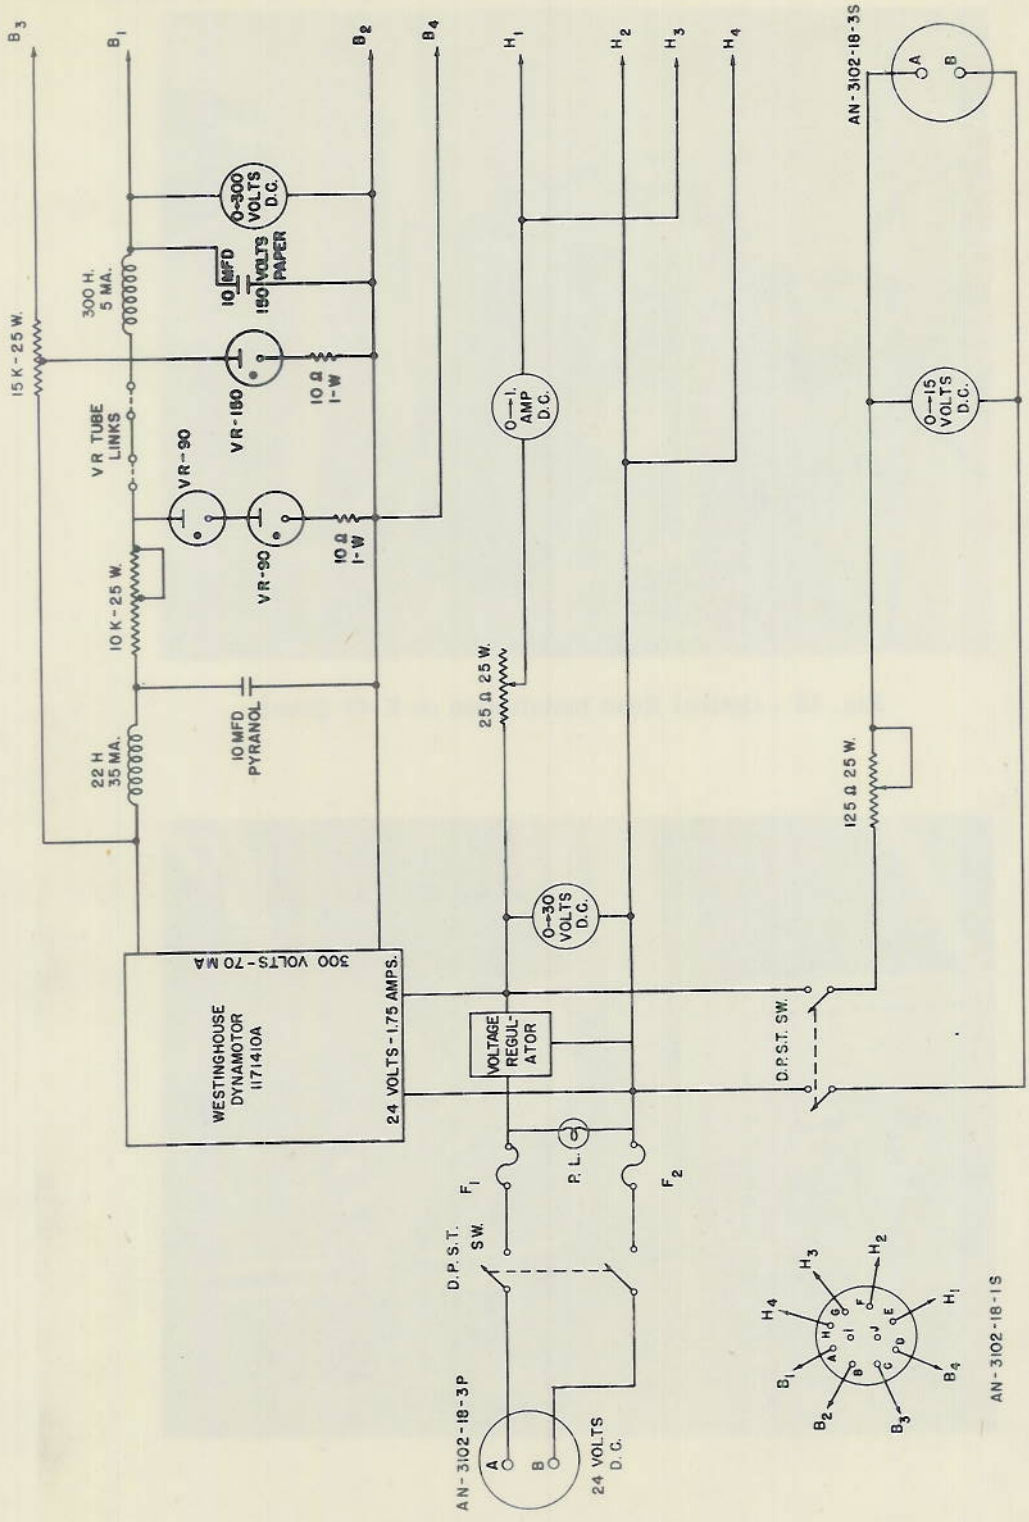 B3
15K-25 W.
B1
22 H
35 MA.
10K-25 W.
VR TUBE
LINKS
300 H.
5 MA.
10 MFD
PYRANOL
VR-90
VR-90
10 Ω
1-W
VR-150
10 Ω
1-W
10 MFD
150 VOLTS
PAPER
0→300
VOLTS
D.C.
B2
B4
WESTINGHOUSE
DYNAMOTOR
1171410A
300 VOLTS-70 MA
24 VOLTS-1.75 AMPS.
AN-3102-18-3P
A
B
24 VOLTS
D.C.
D.P.S.T.
SW.
F1
F2
P.L.
VOLTAGE
REGUL-
ATOR
0→30
VOLTS
D.C.
25 Ω 25 W.
0→1.
AMP
D.C.
H1
H2
H3
H4
D.P.S.T. SW.
125 Ω 25 W.
0→15
VOLTS
D.C.
AN-3102-18-3S
A
B
H4
H3
H2
H1
B4
B3
B2
B1
A
B
C
D
E
F
G
H
I
J
AN-3102-18-1S